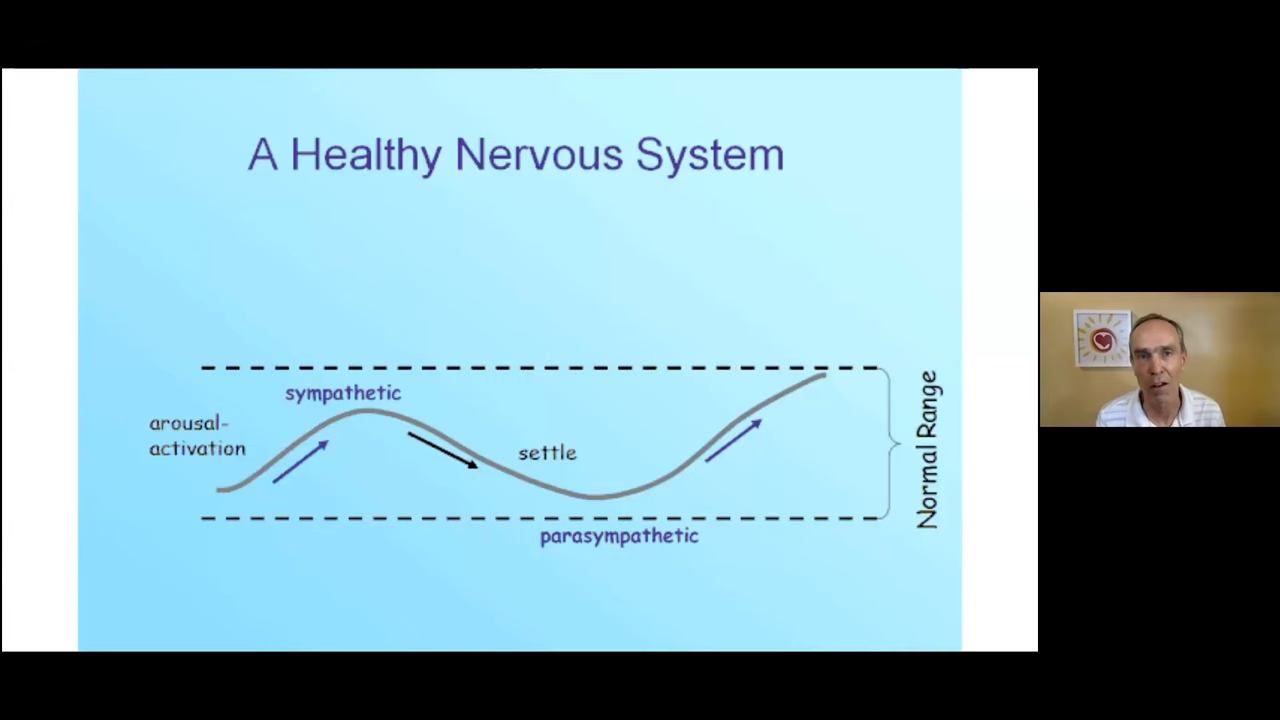 A Healthy Nervous System
sympathetic
arousal-
activation
settle
parasympathetic
Normal Range